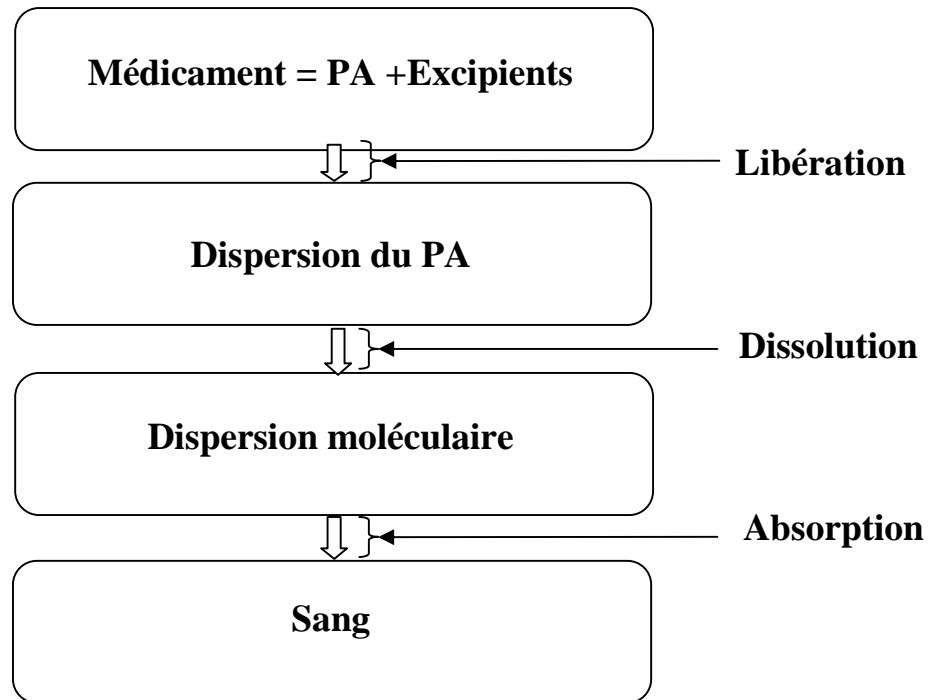 Médicament = PA +Excipients
Libération
Dispersion du PA
Dissolution
Dispersion moléculaire
Absorption
Sang